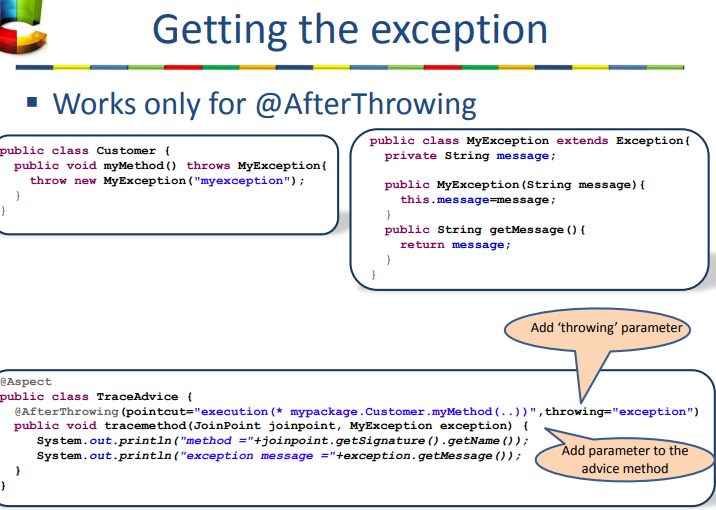 Getting the exception
▪ Works only for @AfterThrowing
public class Customer {
public void myMethod() throws MyException{
throw new MyException("myexception");
}
}
public class MyException extends Exception{
private String message;
public MyException(String message){
this.message=message;
}
public String getMessage(){
return message;
}
}
Add 'throwing' parameter
@Aspect
public class TraceAdvice {
@AfterThrowing(pointcut="execution(* mypackage.Customer.myMethod(..))",throwing="exception")
public void tracemethod(JoinPoint joinpoint, MyException exception) {
System.out.println("method ="+joinpoint.getSignature().getName());
System.out.println("exception message ="+exception.getMessage());
}
}
Add parameter to the
advice method